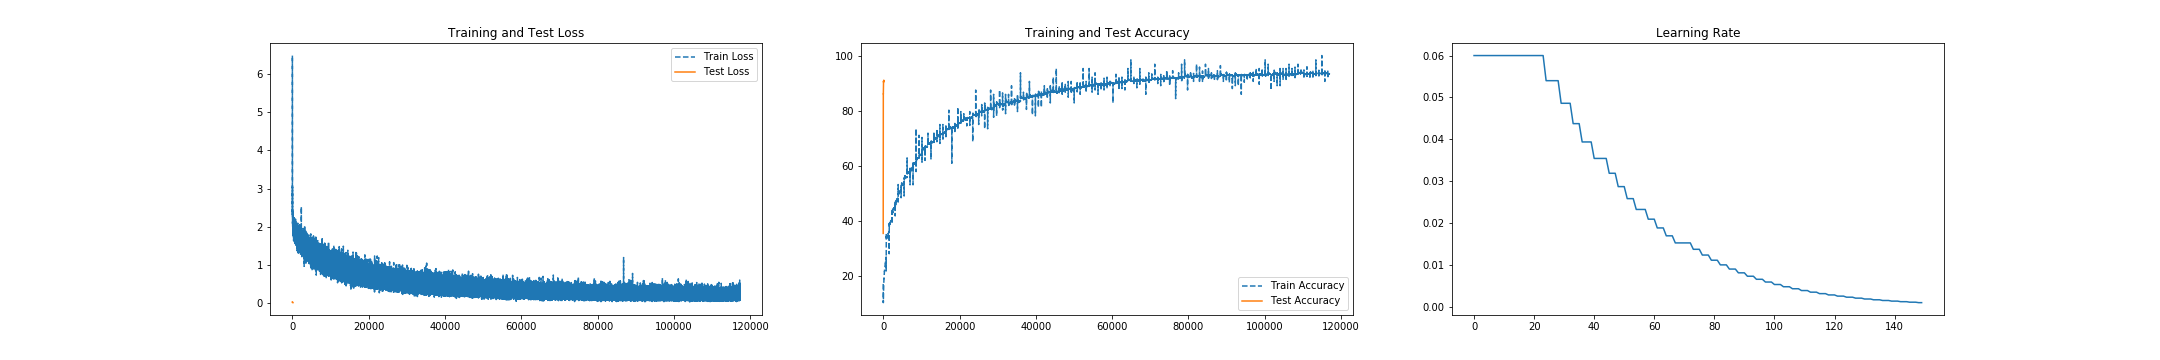 Training and Test Loss
Train Loss
Test Loss
6
5
4
3
2
1
0
0 20000 40000 60000 80000 100000 120000
Training and Test Accuracy
100
80
60
40
20
Train Accuracy
Test Accuracy
0 20000 40000 60000 80000 100000 120000
Learning Rate
0.06
0.05
0.04
0.03
0.02
0.01
0.00
0 20 40 60 80 100 120 140